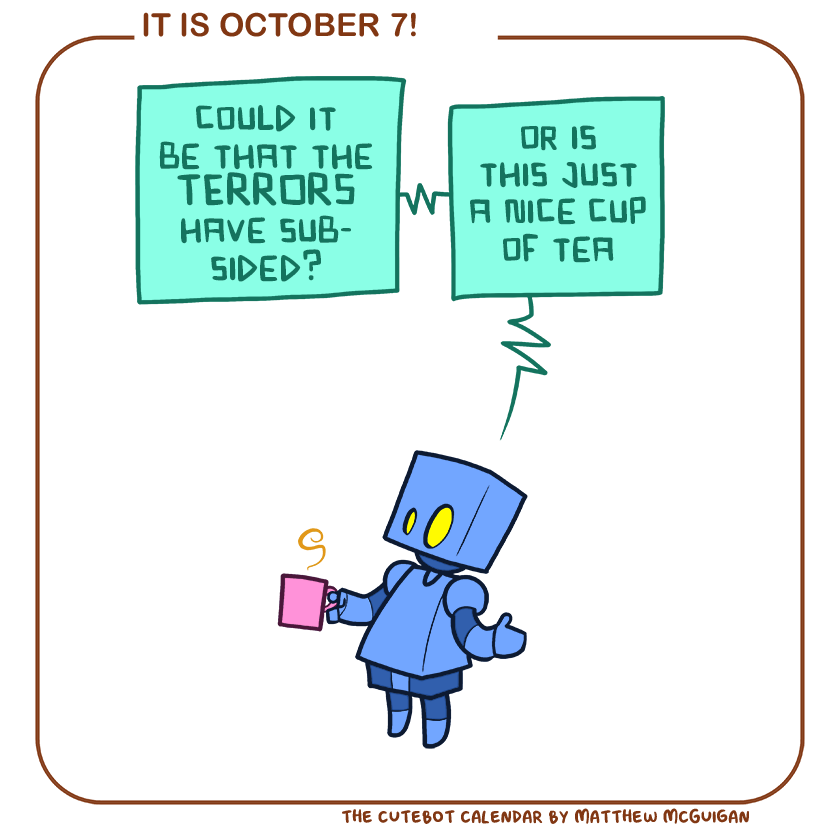 IT IS OCTOBER 7!
COULD IT
BE THAT THE
TERRORS
HAVE SUB-
SIDED?
OR IS
THIS JUST
A NICE CUP
OF TEA
THE CUTEBOT CALENDAR BY MATTHEW MCGUIGAN